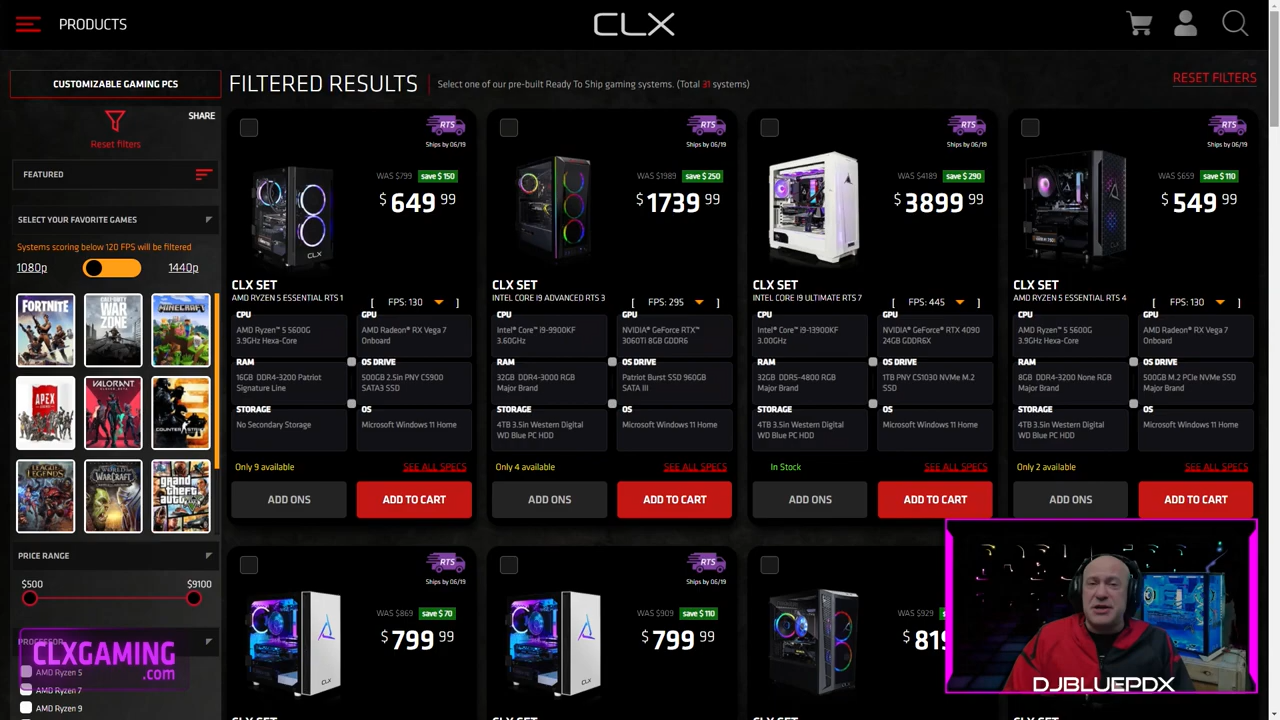 PRODUCTS
CLX
CUSTOMIZABLE GAMING PCS
FILTERED RESULTS
Select one of our pre-built Ready To Ship gaming systems. (Total 31 systems)
RESET FILTERS
SHARE
Reset filters
FEATURED
SELECT YOUR FAVORITE GAMES
Systems scoring below 120 FPS will be filtered
1080p
1440p
FORTNITE
CALL OF DUTY
WAR
ZONE
MINECRAFT
APEX
LEGENDS
VALORANT
COUNTER STRIKE
LEAGUE
LEGENDS
WORLD
WARCRAFT
grand
theft
auto
PRICE RANGE
$500
$9100
PROCESSOR
AMD Ryzen 5
AMD Ryzen 7
AMD Ryzen 9
CLXGAMING
.com
RTS
Ships by 06/19
WAS $799
save $ 150
$ 649 99
CLX
CLX SET
AMD RYZEN 5 ESSENTIAL RTS 1
[ FPS: 130 ]
CPU
AMD Ryzen™ 5 5600G
3.9GHz Hexa-Core
GPU
AMD Radeon® RX Vega 7
Onboard
RAM
16GB DDR4-3200 Patriot
Signature Line
OS DRIVE
500GB 2.5in PNY CS900
SATA3 SSD
STORAGE
No Secondary Storage
OS
Microsoft Windows 11 Home
Only 9 available
SEE ALL SPECS
ADD ONS
ADD TO CART
RTS
Ships by 06/19
WAS $1989
save $ 250
$ 1739 99
CLX SET
INTEL CORE I9 ADVANCED RTS 3
[ FPS: 295 ]
CPU
Intel® Core™ i9-9900KF
3.60GHz
GPU
NVIDIA® GeForce RTX™
3060Ti 8GB GDDR6
RAM
32GB DDR4-3000 RGB
Major Brand
OS DRIVE
Patriot Burst SSD 960GB
SATA III
STORAGE
4TB 3.5in Western Digital
WD Blue PC HDD
OS
Microsoft Windows 11 Home
Only 4 available
SEE ALL SPECS
ADD ONS
ADD TO CART
RTS
Ships by 06/19
WAS $4189
save $ 290
$ 3899 99
CLX SET
INTEL CORE I9 ULTIMATE RTS 7
[ FPS: 445 ]
CPU
Intel® Core™ i9-13900KF
3.00GHz
GPU
NVIDIA® GeForce RTX 4090
24GB GDDR6X
RAM
32GB DDR5-4800 RGB
Major Brand
OS DRIVE
1TB PNY CS1030 NVMe M.2
SSD
STORAGE
4TB 3.5in Western Digital
WD Blue PC HDD
OS
Microsoft Windows 11 Home
In Stock
SEE ALL SPECS
ADD ONS
ADD TO CART
RTS
Ships by 06/19
WAS $659
save $ 110
$ 549 99
CLX SET
AMD RYZEN 5 ESSENTIAL RTS 4
[ FPS: 130 ]
CPU
AMD Ryzen™ 5 5600G
3.9GHz Hexa-Core
GPU
AMD Radeon® RX Vega 7
Onboard
RAM
8GB DDR4-3200 None RGB
Major Brand
OS DRIVE
500GB M.2 PCIe NVMe SSD
Major Brand
STORAGE
4TB 3.5in Western Digital
WD Blue PC HDD
OS
Microsoft Windows 11 Home
Only 2 available
SEE ALL SPECS
ADD ONS
ADD TO CART
RTS
Ships by 06/19
WAS $869
save $ 70
$ 799 99
CLX
RTS
Ships by 06/19
WAS $909
save $ 110
$ 799 99
CLX
RTS
WAS $929
$ 819
DJBLUEPDX